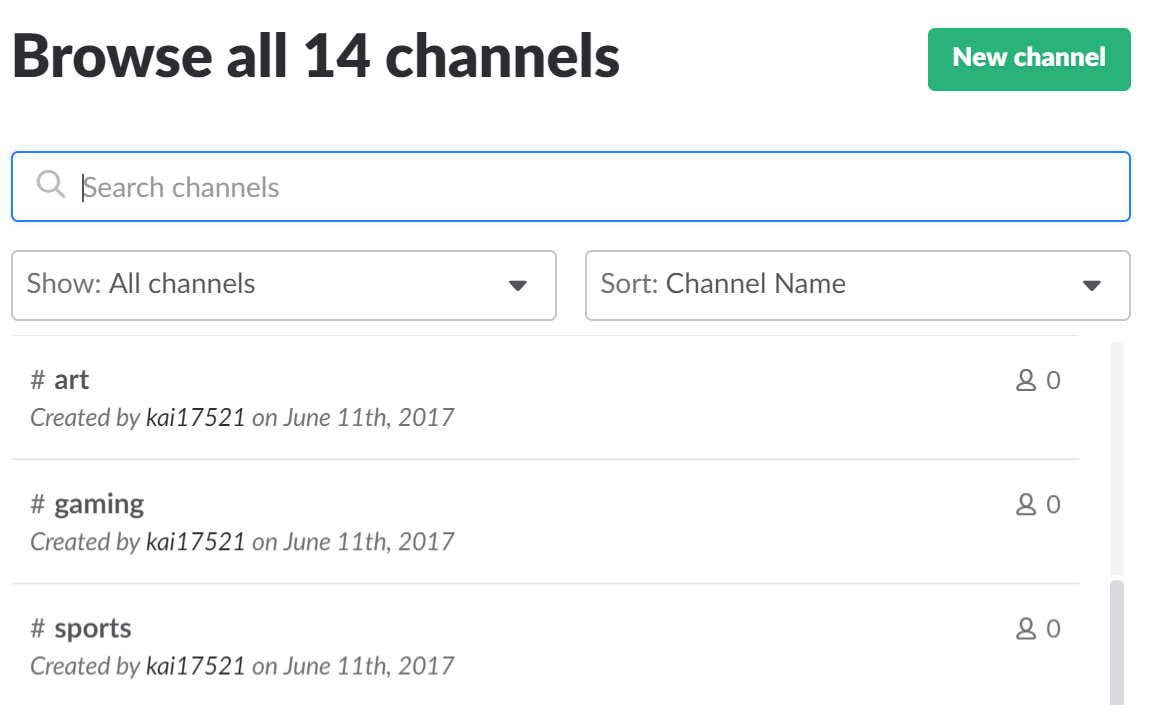 Browse all 14 channels
New channel
Search channels
Show: All channels
Sort: Channel Name
# art
0
Created by kai17521 on June 11th, 2017
# gaming
0
Created by kai17521 on June 11th, 2017
# sports
0
Created by kai17521 on June 11th, 2017